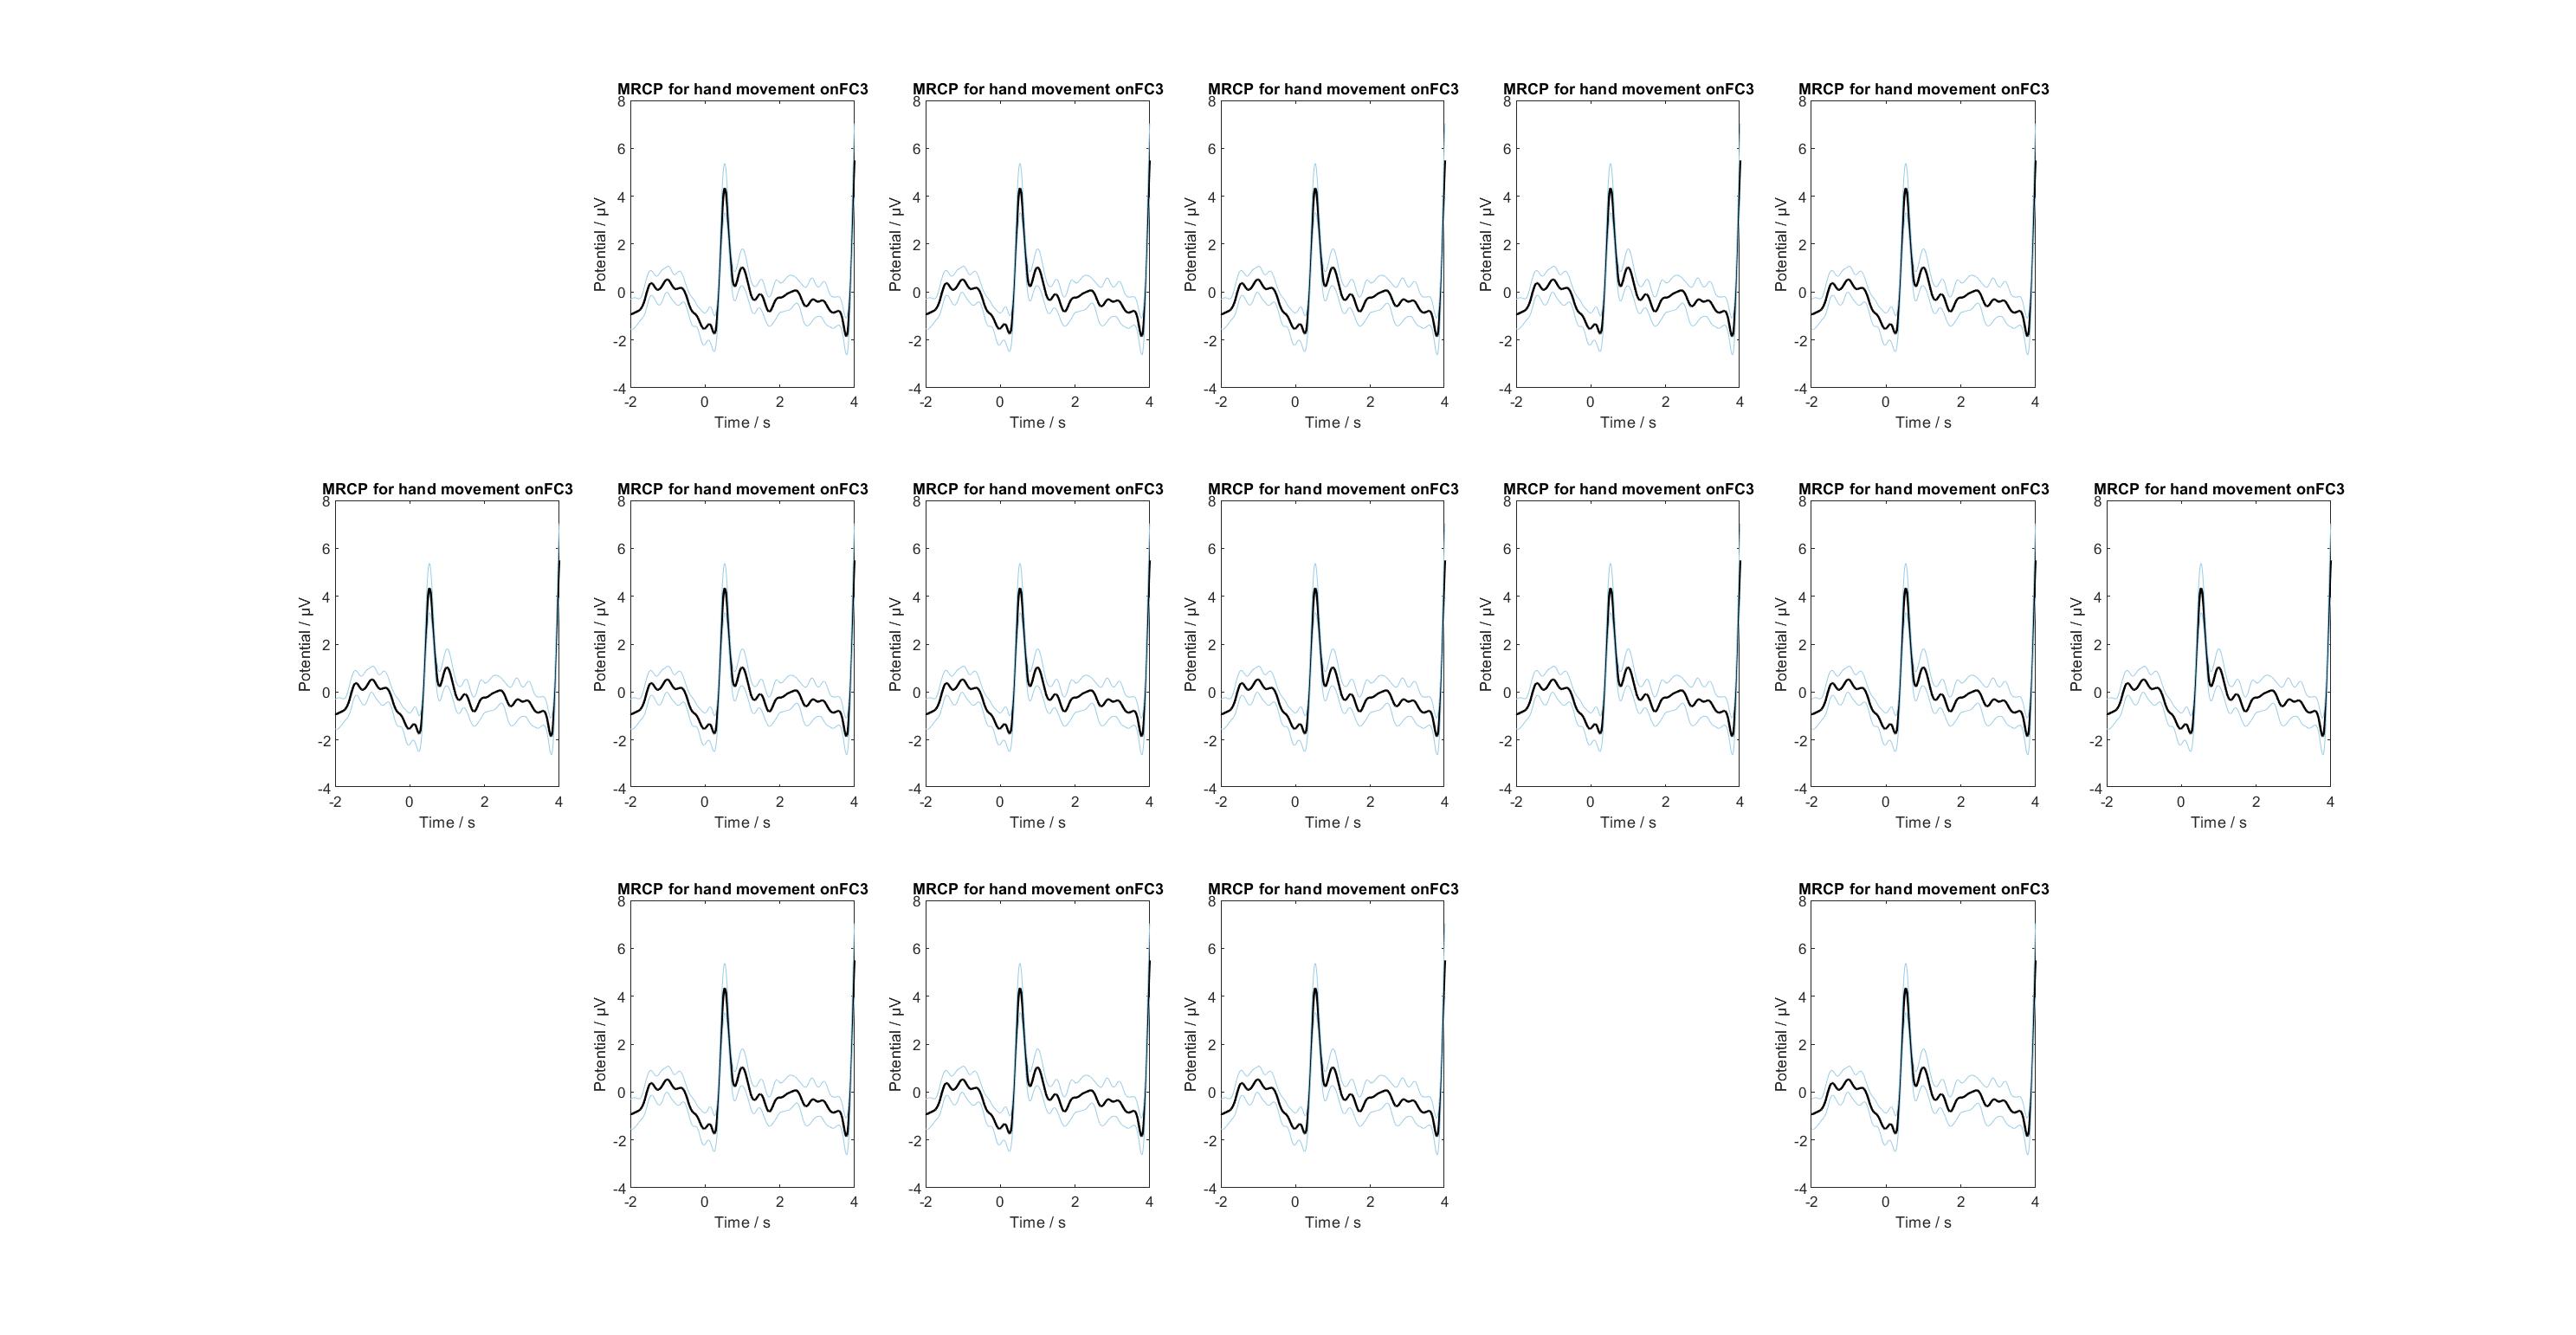 MRCP for hand movement onFC3 MRCP for hand movement onFC3 MRCP for hand movement onFC3 MRCP for hand movement onFC3 MRCP for hand movement onFC3
8 8 8 8 8
6 6 6 6 6
4 4 4 4 4
2 2 2 2 2
0 0 0 0 0
-2 -2 -2 -2 -2
-4 -4 -4 -4 -4
Potential / µV Potential / µV Potential / µV Potential / µV Potential / µV
-2 0 2 4 -2 0 2 4 -2 0 2 4 -2 0 2 4 -2 0 2 4
Time / s Time / s Time / s Time / s Time / s
MRCP for hand movement onFC3 MRCP for hand movement onFC3 MRCP for hand movement onFC3 MRCP for hand movement onFC3 MRCP for hand movement onFC3 MRCP for hand movement onFC3 MRCP for hand movement onFC3
8 8 8 8 8 8 8
6 6 6 6 6 6 6
4 4 4 4 4 4 4
2 2 2 2 2 2 2
0 0 0 0 0 0 0
-2 -2 -2 -2 -2 -2 -2
-4 -4 -4 -4 -4 -4 -4
Potential / µV Potential / µV Potential / µV Potential / µV Potential / µV Potential / µV Potential / µV
-2 0 2 4 -2 0 2 4 -2 0 2 4 -2 0 2 4 -2 0 2 4 -2 0 2 4 -2 0 2 4
Time / s Time / s Time / s Time / s Time / s Time / s Time / s
MRCP for hand movement onFC3 MRCP for hand movement onFC3 MRCP for hand movement onFC3 MRCP for hand movement onFC3
8 8 8 8
6 6 6 6
4 4 4 4
2 2 2 2
0 0 0 0
-2 -2 -2 -2
-4 -4 -4 -4
Potential / µV Potential / µV Potential / µV Potential / µV
-2 0 2 4 -2 0 2 4 -2 0 2 4 -2 0 2 4
Time / s Time / s Time / s Time / s